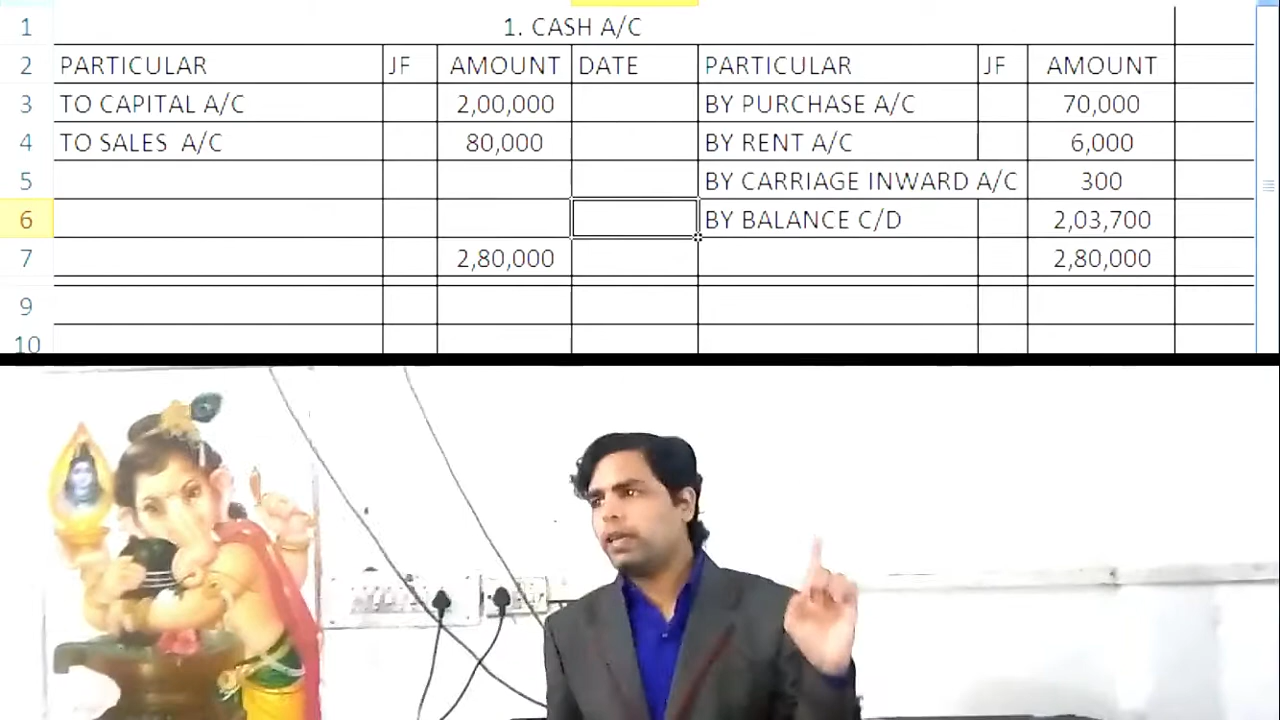 1 1. CASH A/C
2 PARTICULAR JF AMOUNT DATE PARTICULAR JF AMOUNT
3 TO CAPITAL A/C 2,00,000 BY PURCHASE A/C 70,000
4 TO SALES A/C 80,000 BY RENT A/C 6,000
5 BY CARRIAGE INWARD A/C 300
6 BY BALANCE C/D 2,03,700
7 2,80,000 2,80,000
9
10